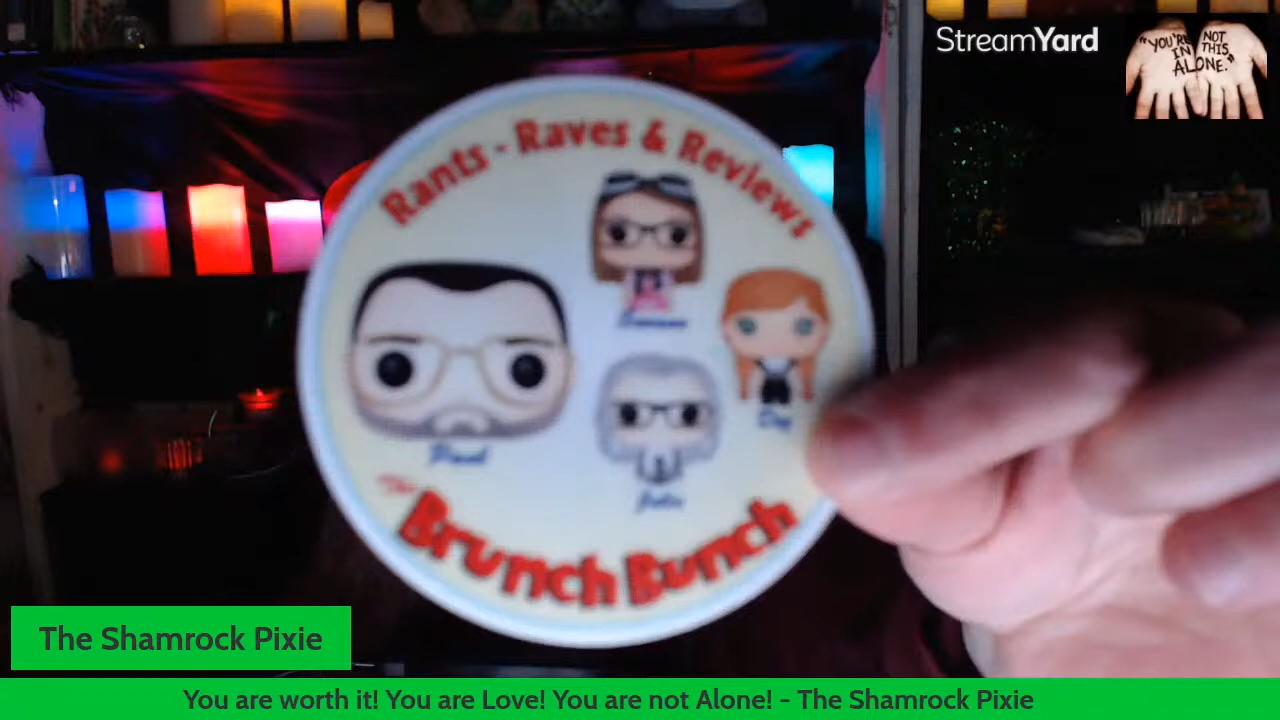 StreamYard
"YOU'RE NOT
IN THIS
ALONE."
Rants - Raves & Reviews
Paul
The
Brunch Bunch
The Shamrock Pixie
You are worth it! You are Love! You are not Alone! - The Shamrock Pixie